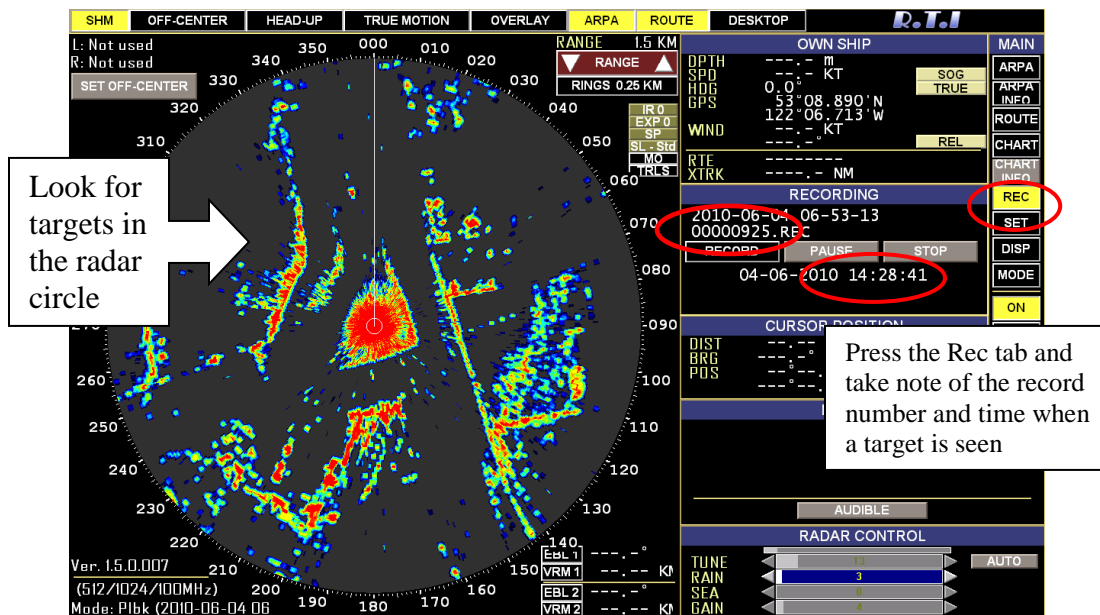 SHM OFF-CENTER HEAD-UP TRUE MOTION OVERLAY ARPA ROUTE DESKTOP R.T.I
L: Not used
R: Not used
SET OFF-CENTER
RANGE 1.5 KM
RANGE
RINGS 0.25 KM
IR 0
EXP 0
SP
SL - Std
MO
TRLS
000
010
020
030
040
050
060
070
080
-090
100
110
120
130
140
150
160
170
180
190
200
210
220
230
240
250
260
310
320
330
340
350
Look for
targets in
the radar
circle
OWN SHIP
DPTH ---.- m
SPD ---.- KT SOG
HDG 0.0° TRUE
GPS 53°08.890'N
122°06.713'W
WIND ---.- KT
---.-° REL
RTE --------
XTRK ----.- NM
RECORDING
2010-06-04 06-53-13
00000925.REC
RECORD PAUSE STOP
04-06-2010 14:28:41
CURSOR POSITION
DIST
BRG
POS
MAIN
ARPA
ARPA
INFO
ROUTE
CHART
CHART
INFO
REC
SET
DISP
MODE
ON
Press the Rec tab and
take note of the record
number and time when
a target is seen
AUDIBLE
RADAR CONTROL
TUNE 13 AUTO
RAIN 3
SEA
GAIN 4
EBL 1 ---.-°
VRM 1 --.-- K
EBL 2 ---.-°
VRM 2 --.-- K
Ver. 1.5.0.007
(512/1024/100MHz)
Mode: Plbk (2010-06-04 06